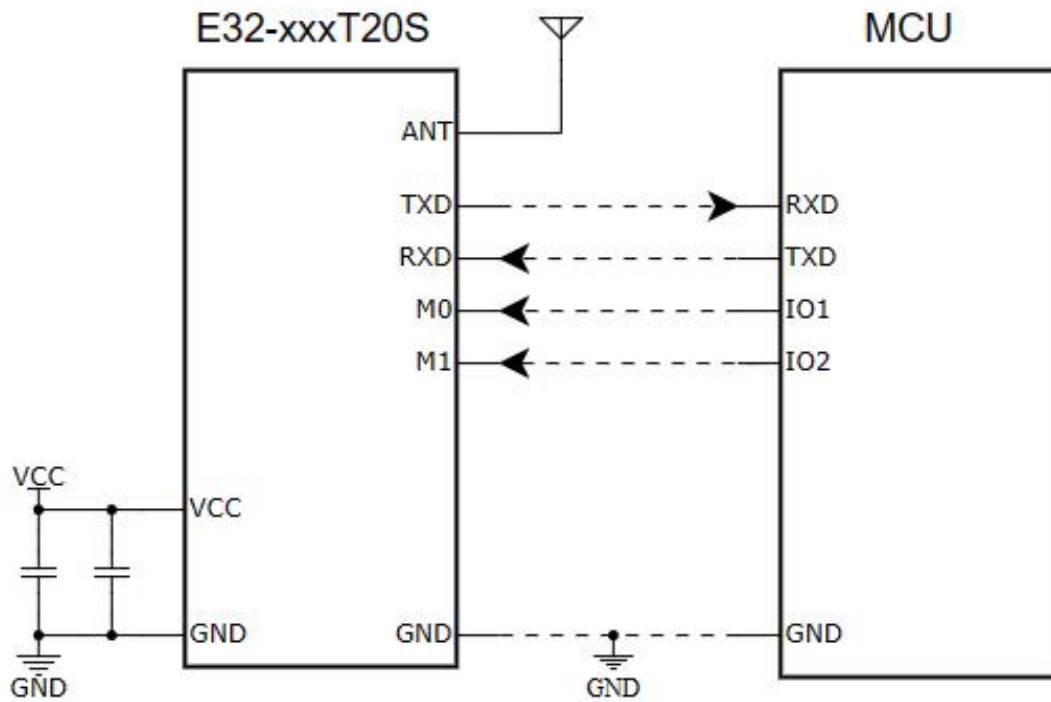 E32-xxxT20S
MCU
ANT
TXD
RXD
RXD
TXD
M0
IO1
M1
IO2
VCC
VCC
GND
GND
GND
GND
GND